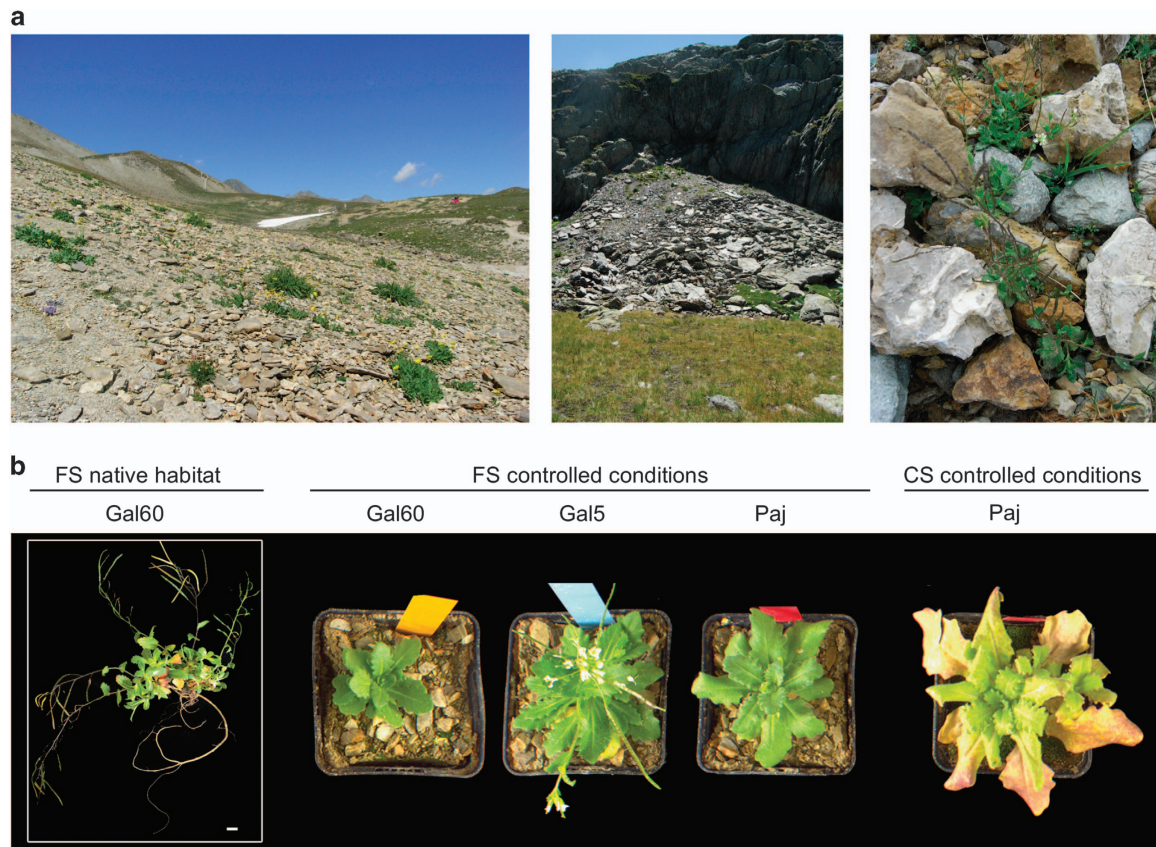 a
b
FS native habitat
FS controlled conditions
CS controlled conditions
Gal60
Gal60
Gal5
Paj
Paj